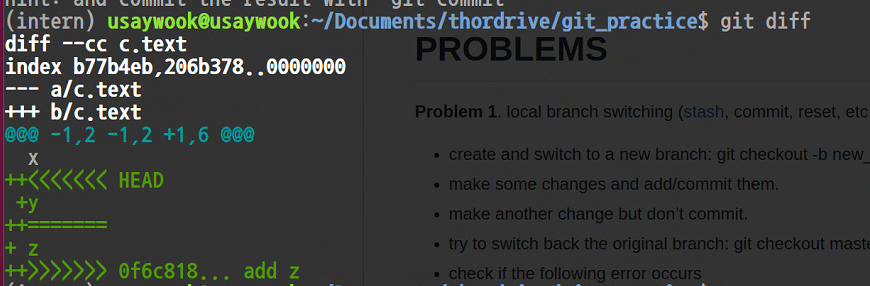 hint: and commit the result with 'git commit'
(intern) usaywook@usaywook:~/Documents/thordrive/git_practice$ git diff
diff --cc c.text
index b77b4eb,206b378..0000000
--- a/c.text
+++ b/c.text
@@@ -1,2 -1,2 +1,6 @@@
  x
++<<<<<<< HEAD
 +y
++=======
+ z
++>>>>>>> 0f6c818... add z
PROBLEMS
Problem 1. local branch switching (stash, commit, reset, etc
• create and switch to a new branch: git checkout -b new_
• make some changes and add/commit them.
• make another change but don't commit.
• try to switch back the original branch: git checkout mast
• check if the following error occurs